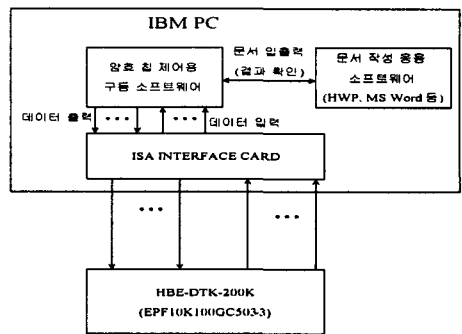 IBM PC
암호 칩 제어용
구동 소프트웨어
문서 입출력
(결과 확인)
문서 작성 응용
소프트웨어
(HWP, MS Word 등)
데이터 출력
...
...
데이터 입력
ISA INTERFACE CARD
...
...
HBE-DTK-200K
(EPF10K100GC503-3)